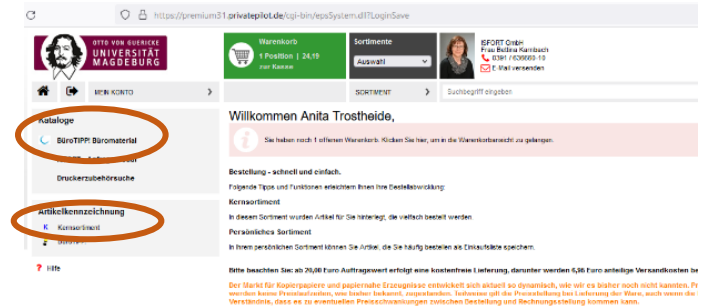 https://premium31.privatepilot.de/cgi-bin/epsSystem.dll?LoginSave
OTTO VON GUERICKE
UNIVERSITÄT
MAGDEBURG
Warenkorb
1 Position | 24,19
zur Kasse
Sortimente
Auswahl
ISFORT GmbH
Frau Bettina Karnbach
0391 / 636660-10
E-Mail versenden
MEIN KONTO
SORTIMENT
Suchbegriff eingeben
Kataloge
BüroTIPP! Büromaterial
Druckerzubehörsuche
Artikelkennzeichnung
K Kernsortiment
? Hilfe
Willkommen Anita Trostheide,
Sie haben noch 1 offenen Warenkorb. Klicken Sie hier, um in die Warenkorbansicht zu gelangen.
Bestellung - schnell und einfach.
Folgende Tipps und Funktionen erleichtern Ihnen Ihre Bestellabwicklung:
Kernsortiment
In diesem Sortiment wurden Artikel für Sie hinterlegt, die vielfach bestellt werden.
Persönliches Sortiment
In Ihrem persönlichen Sortiment können Sie Artikel, die Sie häufig bestellen als Einkaufsliste speichern.
Bitte beachten Sie: ab 20,00 Euro Auftragswert erfolgt eine kostenfreie Lieferung, darunter werden 6,95 Euro anteilige Versandkosten be
Der Markt für Kopierpapiere und papiernahe Erzeugnisse entwickelt sich aktuell so dynamisch, wie wir es bisher noch nicht kannten.
werden keine Preislaufzeiten, wie bisher bekannt, zugestanden. Teilweise gilt die Preisstellung bei Lieferung der Ware, auch wenn die
Verständnis, dass es zu eventuellen Preisschwankungen zwischen Bestellung und Rechnungsstellung kommen kann.